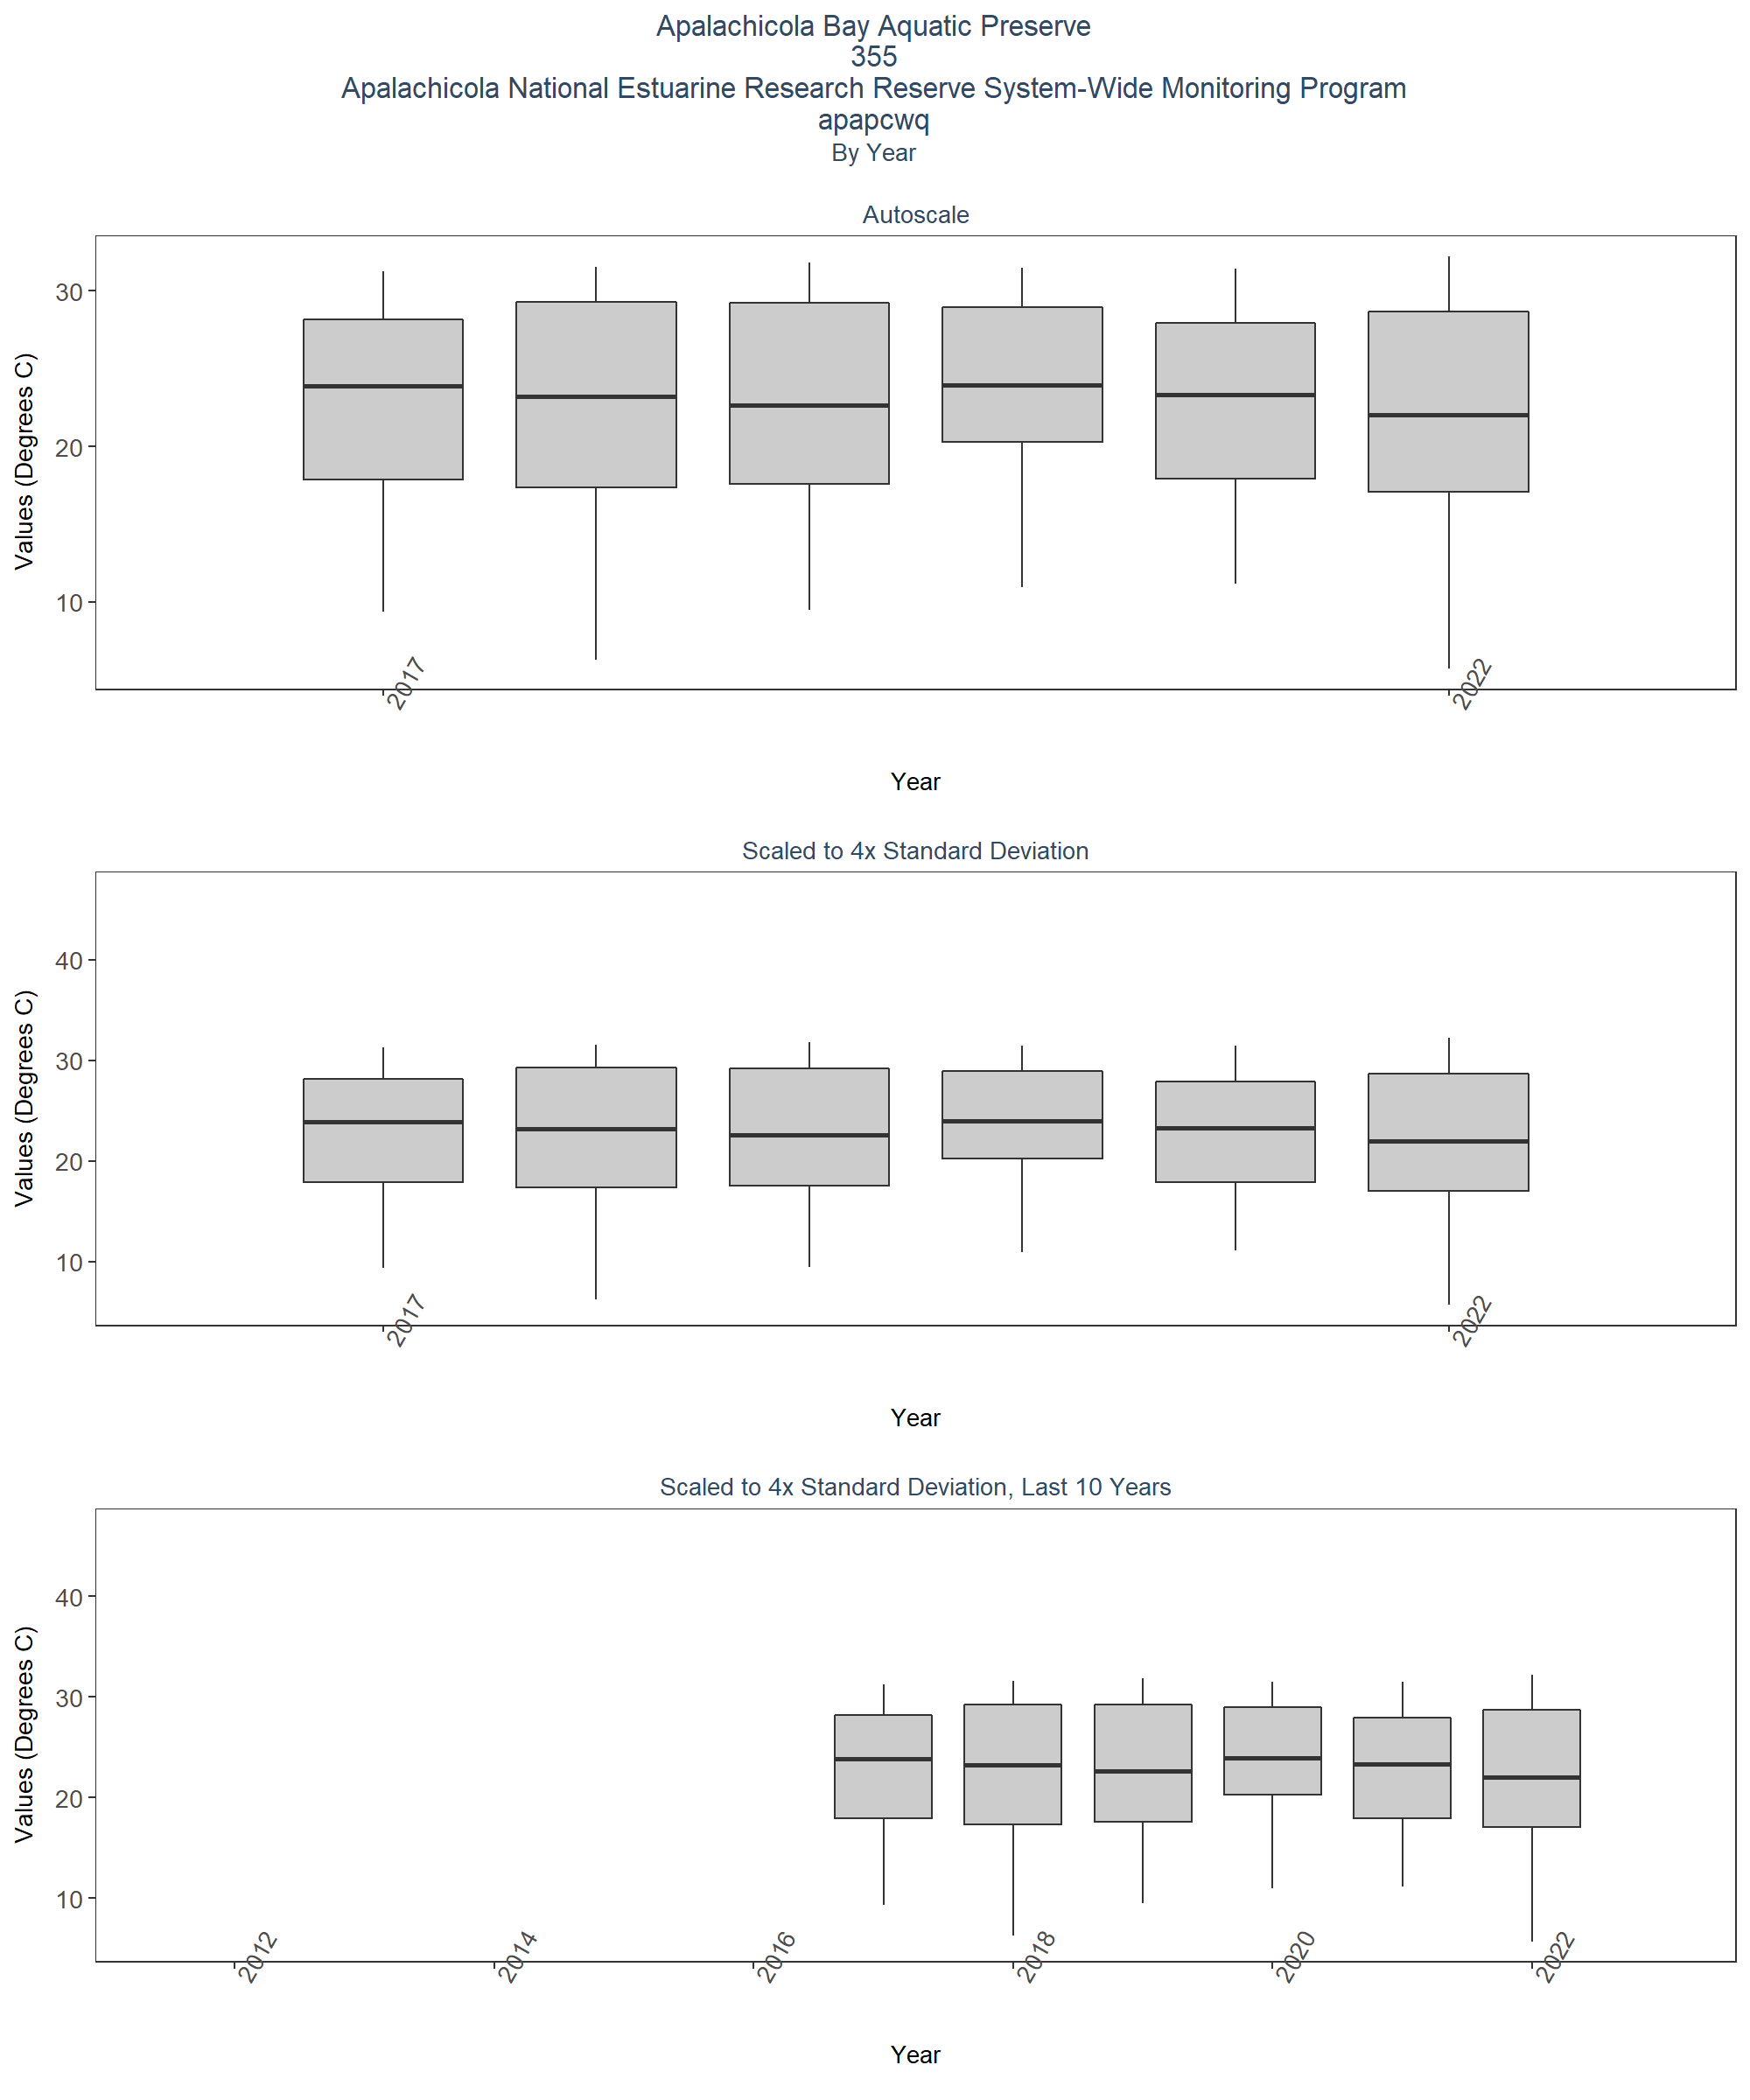 Apalachicola Bay Aquatic Preserve
355
Apalachicola National Estuarine Research Reserve System-Wide Monitoring Program
apapcwq
By Year
Autoscale
Values (Degrees C)
30
20
10
2017
2022
Year
Scaled to 4x Standard Deviation
Values (Degrees C)
40
30
20
10
2017
2022
Year
Scaled to 4x Standard Deviation, Last 10 Years
Values (Degrees C)
40
30
20
10
2012
2014
2016
2018
2020
2022
Year